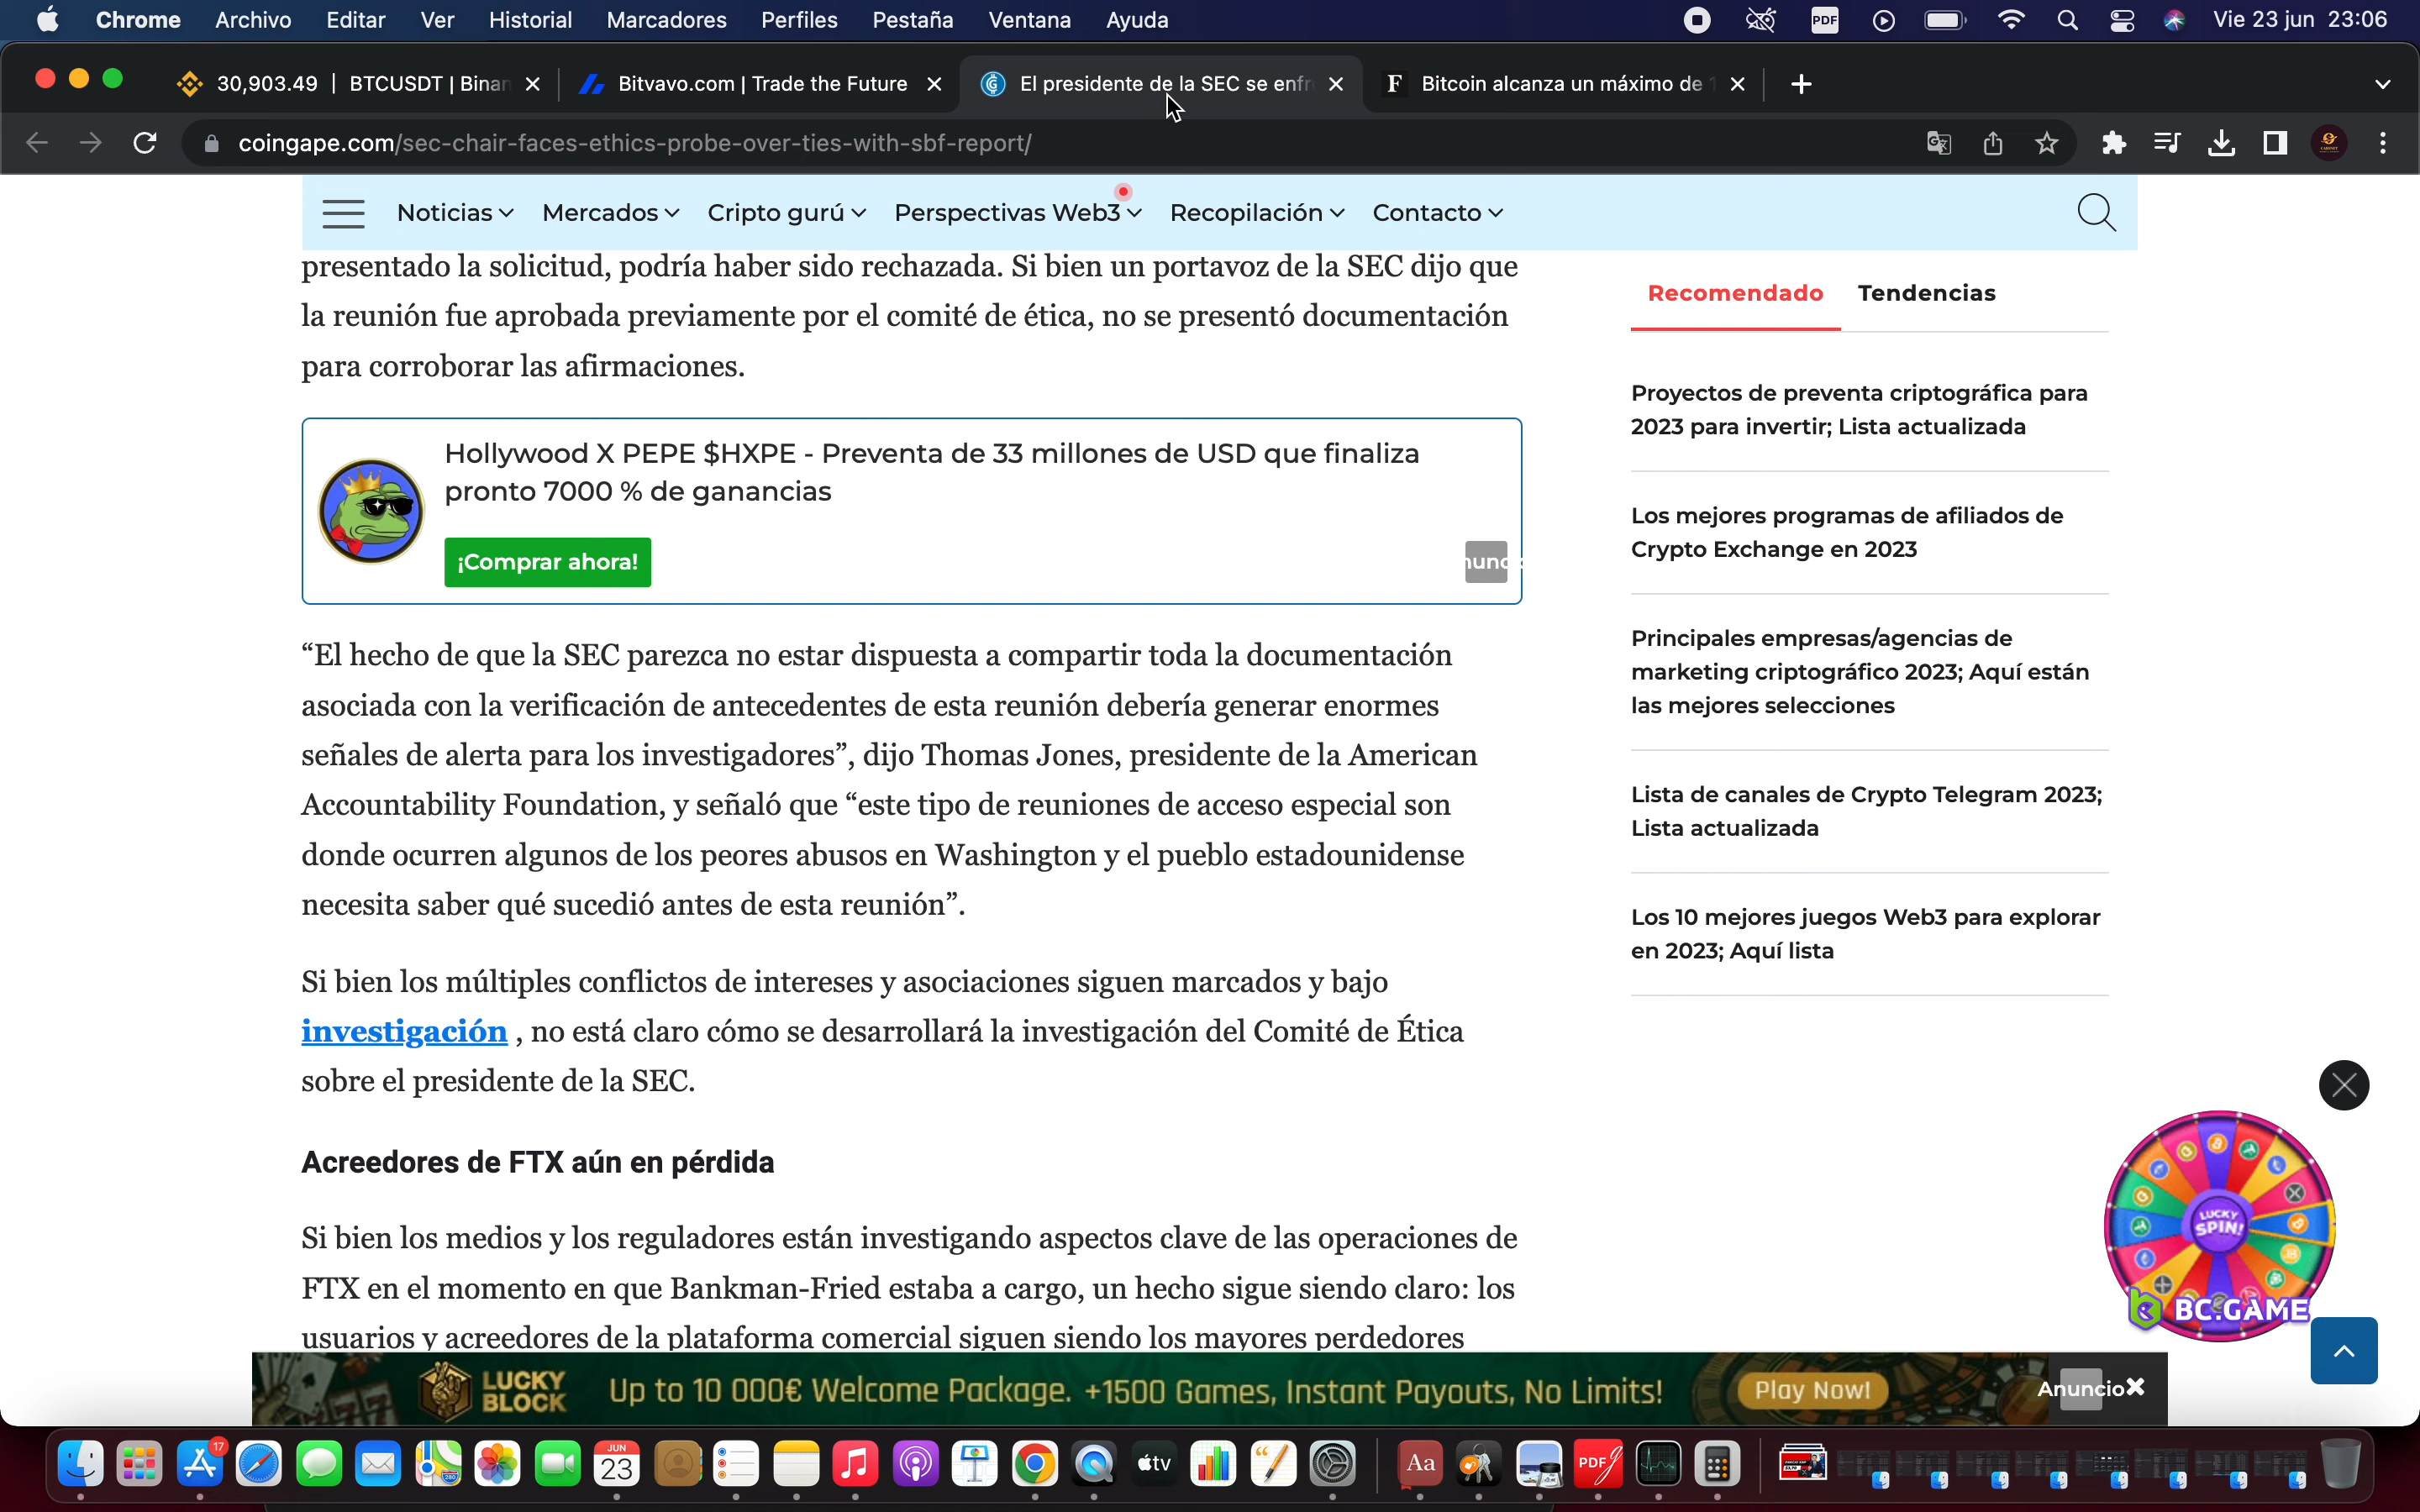 Chrome Archivo Editar Ver Historial Marcadores Perfiles Pestaña Ventana Ayuda PDF Vie 23 jun 23:06
30,903.49 | BTCUSDT | Binan
Bitvavo.com | Trade the Future
El presidente de la SEC se enfr
F Bitcoin alcanza un máximo de 1
coingape.com/sec-chair-faces-ethics-probe-over-ties-with-sbf-report/
Noticias Mercados Cripto gurú Perspectivas Web3 Recopilación Contacto
presentado la solicitud, podría haber sido rechazada. Si bien un portavoz de la SEC dijo que
la reunión fue aprobada previamente por el comité de ética, no se presentó documentación
para corroborar las afirmaciones.
Hollywood X PEPE $HXPE - Preventa de 33 millones de USD que finaliza
pronto 7000 % de ganancias
¡Comprar ahora!
“El hecho de que la SEC parezca no estar dispuesta a compartir toda la documentación
asociada con la verificación de antecedentes de esta reunión debería generar enormes
señales de alerta para los investigadores”, dijo Thomas Jones, presidente de la American
Accountability Foundation, y señaló que “este tipo de reuniones de acceso especial son
donde ocurren algunos de los peores abusos en Washington y el pueblo estadounidense
necesita saber qué sucedió antes de esta reunión”.
Si bien los múltiples conflictos de intereses y asociaciones siguen marcados y bajo
investigación , no está claro cómo se desarrollará la investigación del Comité de Ética
sobre el presidente de la SEC.
Acreedores de FTX aún en pérdida
Si bien los medios y los reguladores están investigando aspectos clave de las operaciones de
FTX en el momento en que Bankman-Fried estaba a cargo, un hecho sigue siendo claro: los
usuarios y acreedores de la plataforma comercial siguen siendo los mayores perdedores
Recomendado Tendencias
Proyectos de preventa criptográfica para
2023 para invertir; Lista actualizada
Los mejores programas de afiliados de
Crypto Exchange en 2023
Principales empresas/agencias de
marketing criptográfico 2023; Aquí están
las mejores selecciones
Lista de canales de Crypto Telegram 2023;
Lista actualizada
Los 10 mejores juegos Web3 para explorar
en 2023; Aquí lista
LUCKY
SPIN!
BC.GAME
LUCKY
BLOCK
Up to 10 000€ Welcome Package. +1500 Games, Instant Payouts, No Limits!
Play Now!
Anuncio
17
JUN
23
tv
Aa
PDF